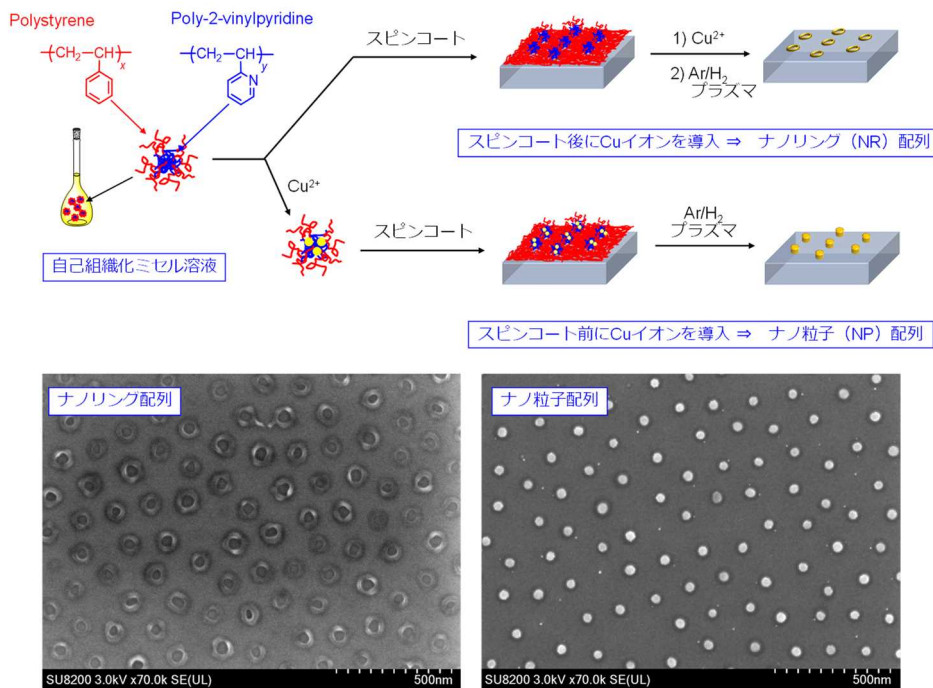 Polystyrene
Poly-2-vinylpyridine
スピンコート
1) Cu²⁺
2) Ar/H₂
プラズマ
CH₂
CH
x
CH₂
CH
y
N
スピンコート後にCuイオンを導入 ⇒ ナノリング（NR）配列
Cu²⁺
スピンコート
Ar/H₂
プラズマ
自己組織化ミセル溶液
スピンコート前にCuイオンを導入 ⇒ ナノ粒子（NP）配列
ナノリング配列
ナノ粒子配列
SU8200 3.0kV x70.0k SE(UL)
500nm
SU8200 3.0kV x70.0k SE(UL)
500nm